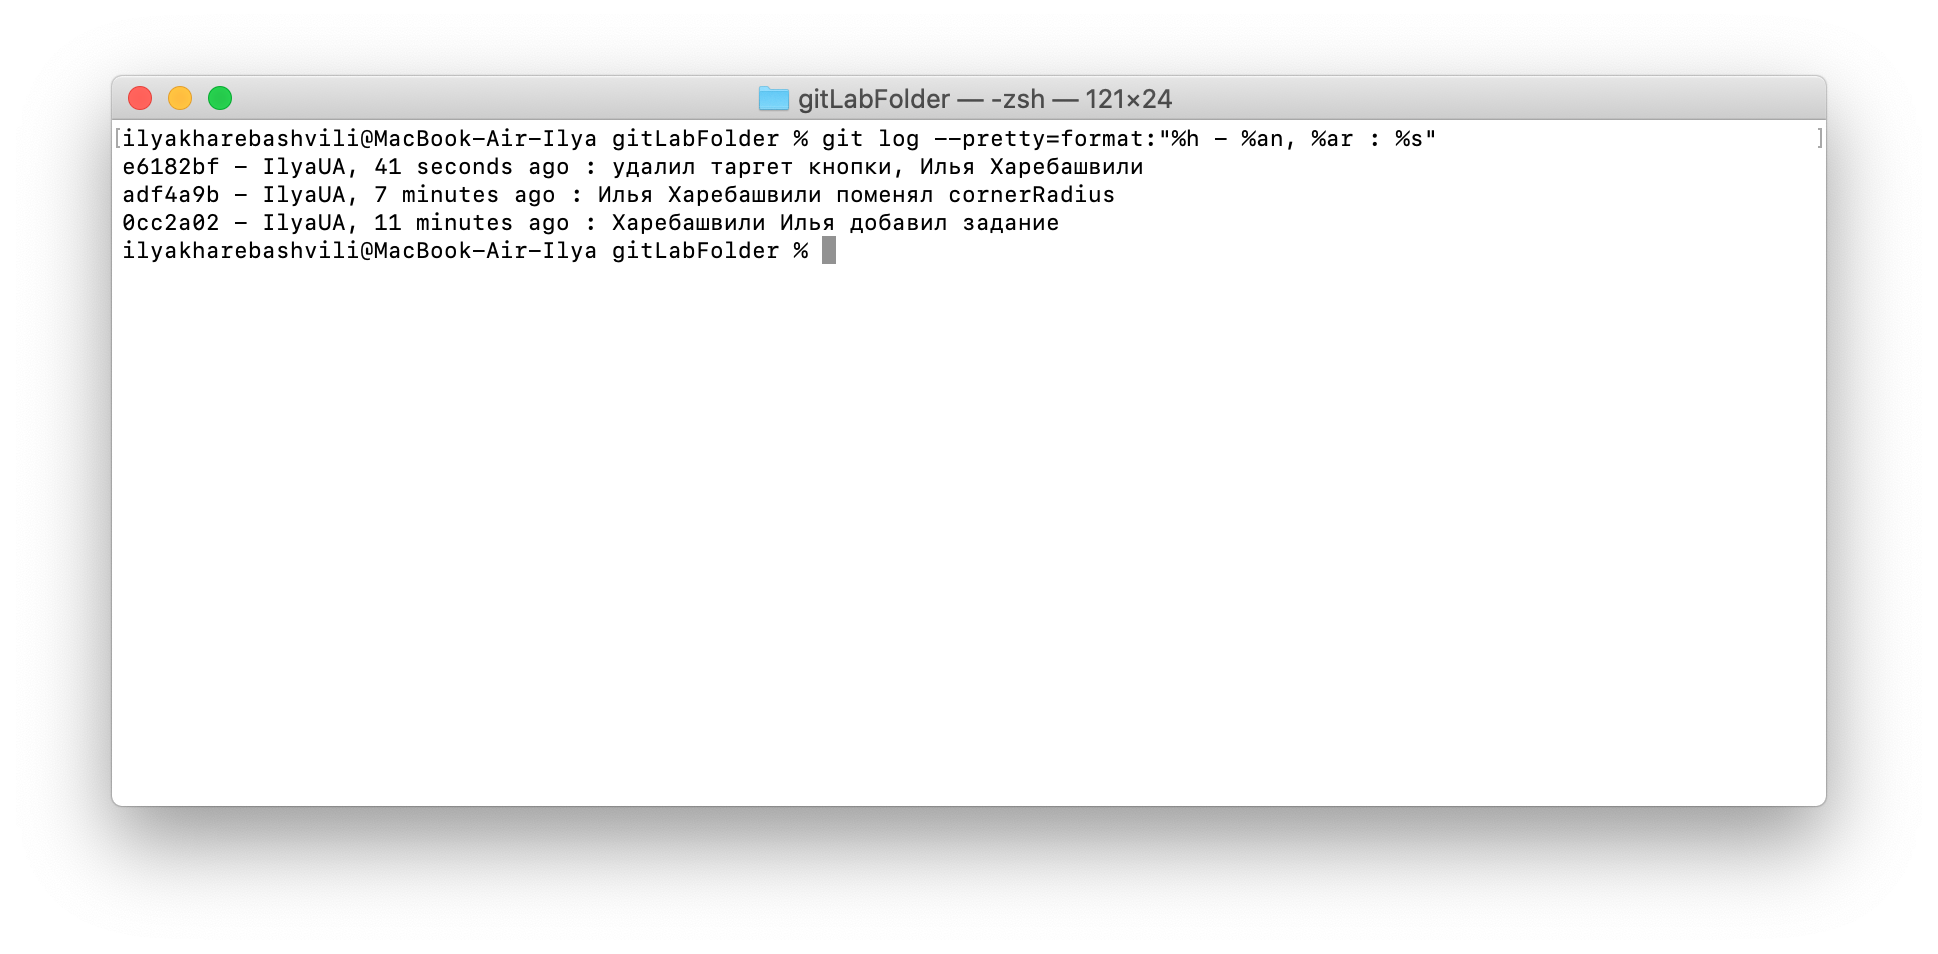 gitLabFolder — -zsh — 121×24
[ilyakharebashvili@MacBook-Air-Ilya gitLabFolder % git log --pretty=format:"%h - %an, %ar : %s" ]
e6182bf - IlyaUA, 41 seconds ago : удалил таргет кнопки, Илья Харебашвили
adf4a9b - IlyaUA, 7 minutes ago : Илья Харебашвили поменял cornerRadius
0cc2a02 - IlyaUA, 11 minutes ago : Харебашвили Илья добавил задание
ilyakharebashvili@MacBook-Air-Ilya gitLabFolder %